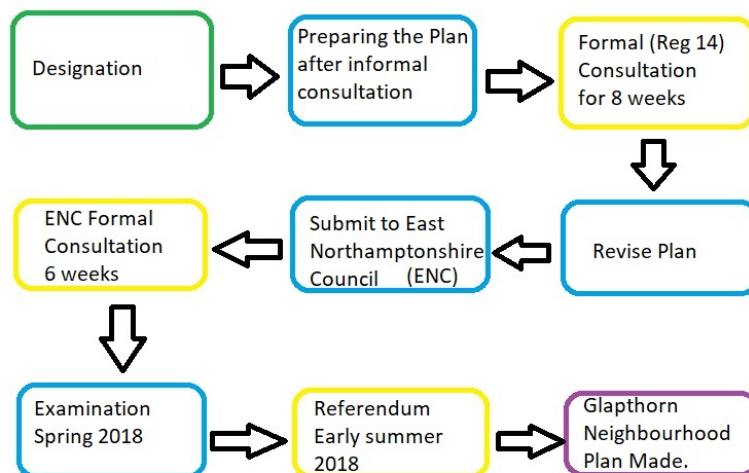 Designation
Preparing the Plan
after informal
consultation
Formal (Reg 14)
Consultation
for 8 weeks
Revise Plan
Submit to East
Northamptonshire
Council (ENC)
ENC Formal
Consultation
6 weeks
Examination
Spring 2018
Referendum
Early summer
2018
Glapthorn
Neighbourhood
Plan Made.